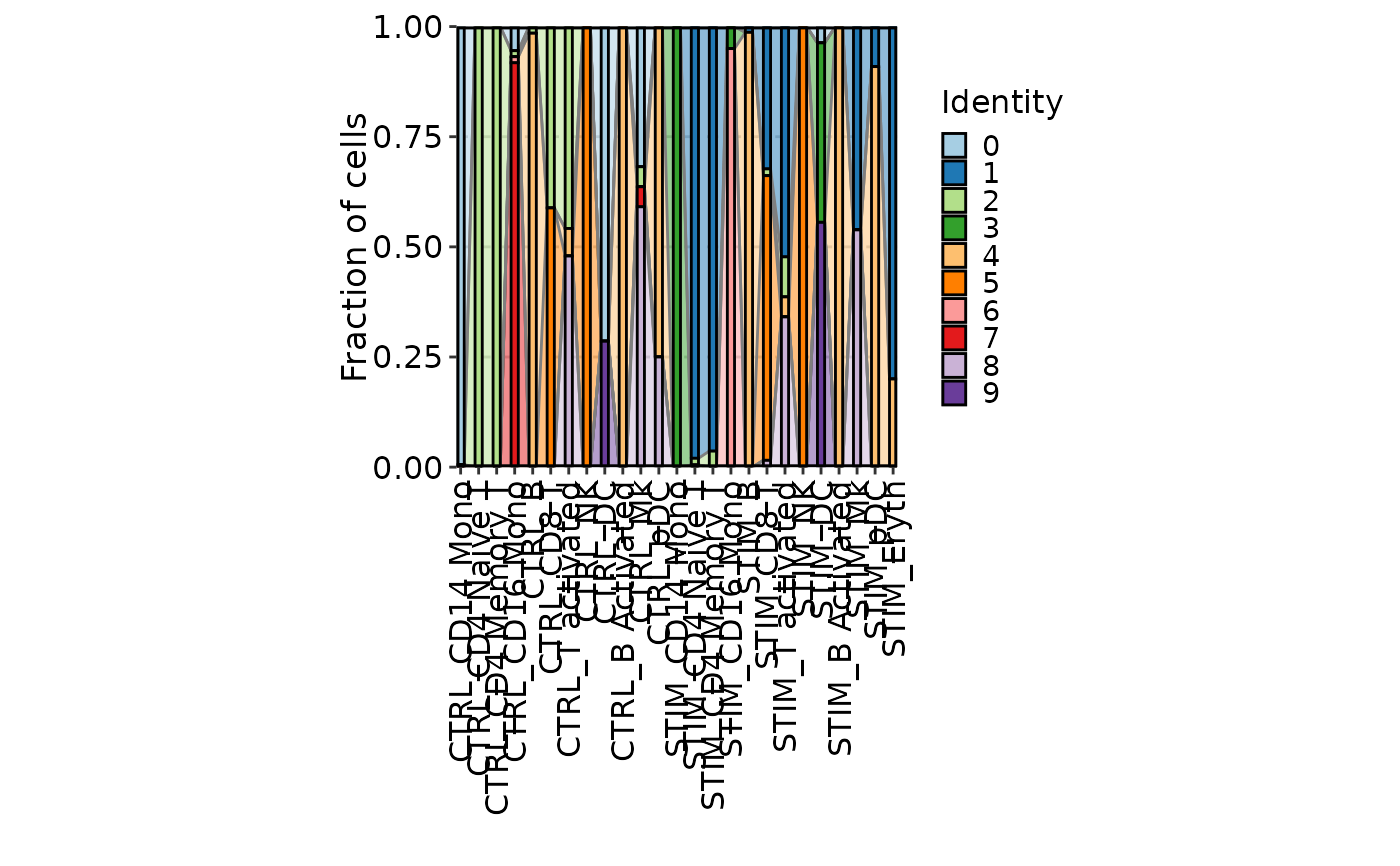 1.00
0.75
0.50
0.25
0.00
Fraction of cells
CTRL_CD14 Mono
CTRL_CD4 Naive T
CTRL_CD4 Memory T
CTRL_CD16 Mono
CTRL_B
CTRL_CD8 T
CTRL_T activated
CTRL_NK
CTRL_DC
CTRL_B Activated
CTRL_Mk
CTRL_pDC
STIM_CD14 Mono
STIM_CD4 Naive T
STIM_CD4 Memory T
STIM_CD16 Mono
STIM_B
STIM_CD8 T
STIM_T activated
STIM_NK
STIM_DC
STIM_B Activated
STIM_Mk
STIM_pDC
STIM_Eryth
Identity
0
1
2
3
4
5
6
7
8
9